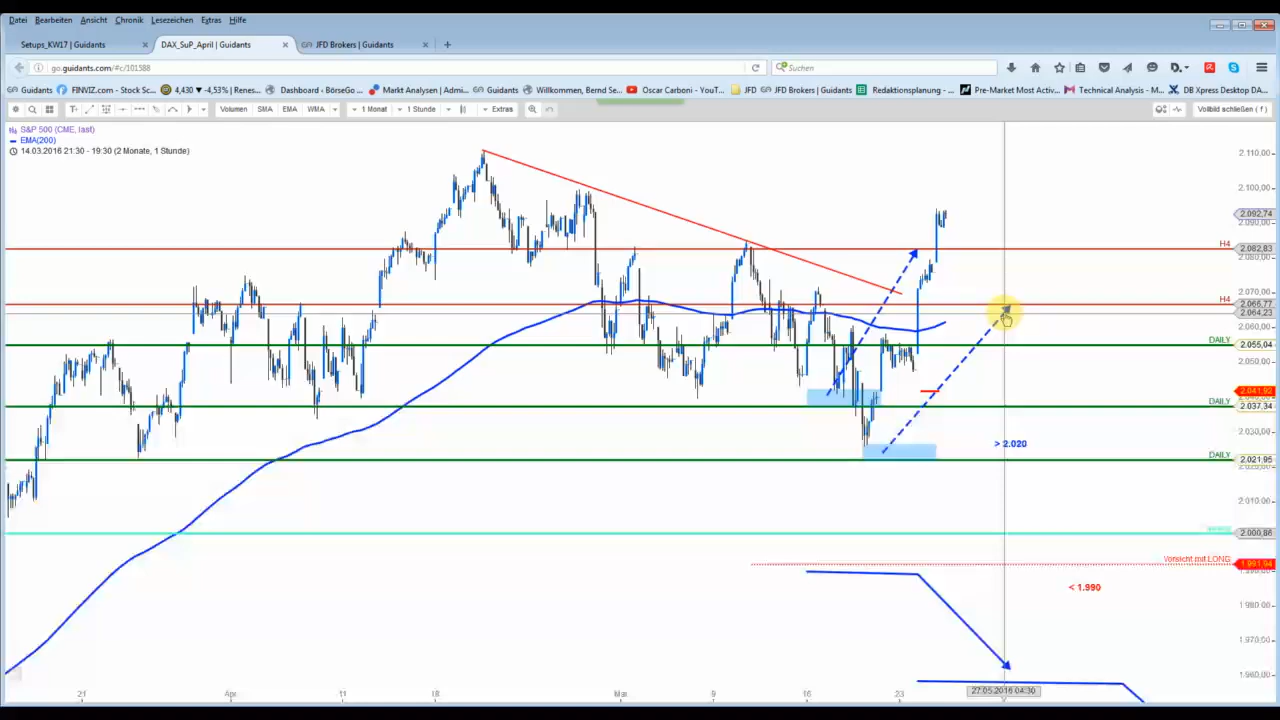 Datei Bearbeiten Ansicht Chronik Lesezeichen Extras Hilfe
Setups_KW17 | Guidants
DAX_SuP_April | Guidants
JFD Brokers | Guidants
go.guidants.com/#c/101588
Suchen
Guidants FINVIZ.com - Stock Sc... 4,430 -4,53% | Renes... Dashboard - BörseGo ... Markt Analysen | Admi... Guidants Willkommen, Bernd Se... Oscar Carboni - YouT... JFD JFD Brokers | Guidants Redaktionsplanung - ... Pre-Market Most Activ... Technical Analysis - M... DB Xpress Desktop DA...
Volumen SMA EMA WMA 1 Monat 1 Stunde Extras Vollbild schließen ( f )
S&P 500 (CME, last)
EMA(200)
14.03.2016 21:30 - 19:30 (2 Monate, 1 Stunde)
2.110,00
2.100,00
2.092,74
2.090,00
H4
2.082,83
2.080,00
2.070,00
H4
2.066,77
2.064,23
2.060,00
DAILY
2.055,04
2.050,00
2.041,92
DAILY
2.037,34
2.030,00
> 2.020
DAILY
2.021,95
2.010,00
2.000,86
Vorsicht mit LONG
1.991,94
< 1.990
1.980,00
1.970,00
1.960,00
21 Apr 11 18 Mai 9 16 23 27.05.2016 04:30